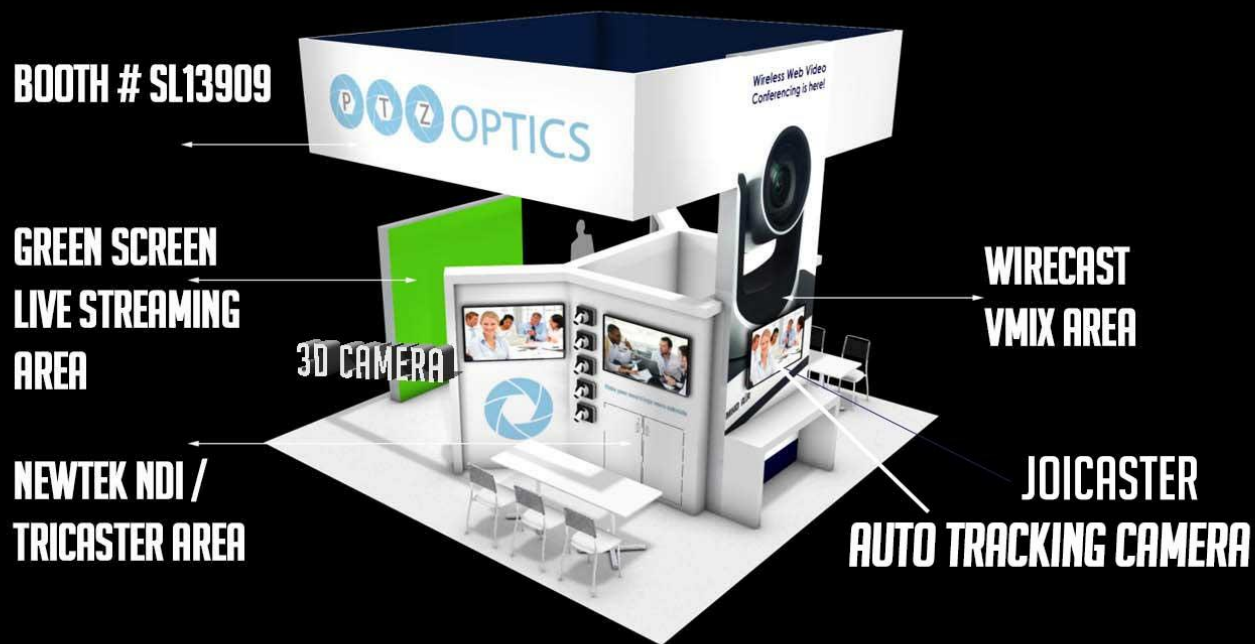 BOOTH # SL13909
PTZ OPTICS
Wireless Web Video
Conferencing is here!
GREEN SCREEN
LIVE STREAMING
AREA
3D CAMERA
WIRECAST
VMIX AREA
NEWTEK NDI /
TRICASTER AREA
JOICASTER
AUTO TRACKING CAMERA